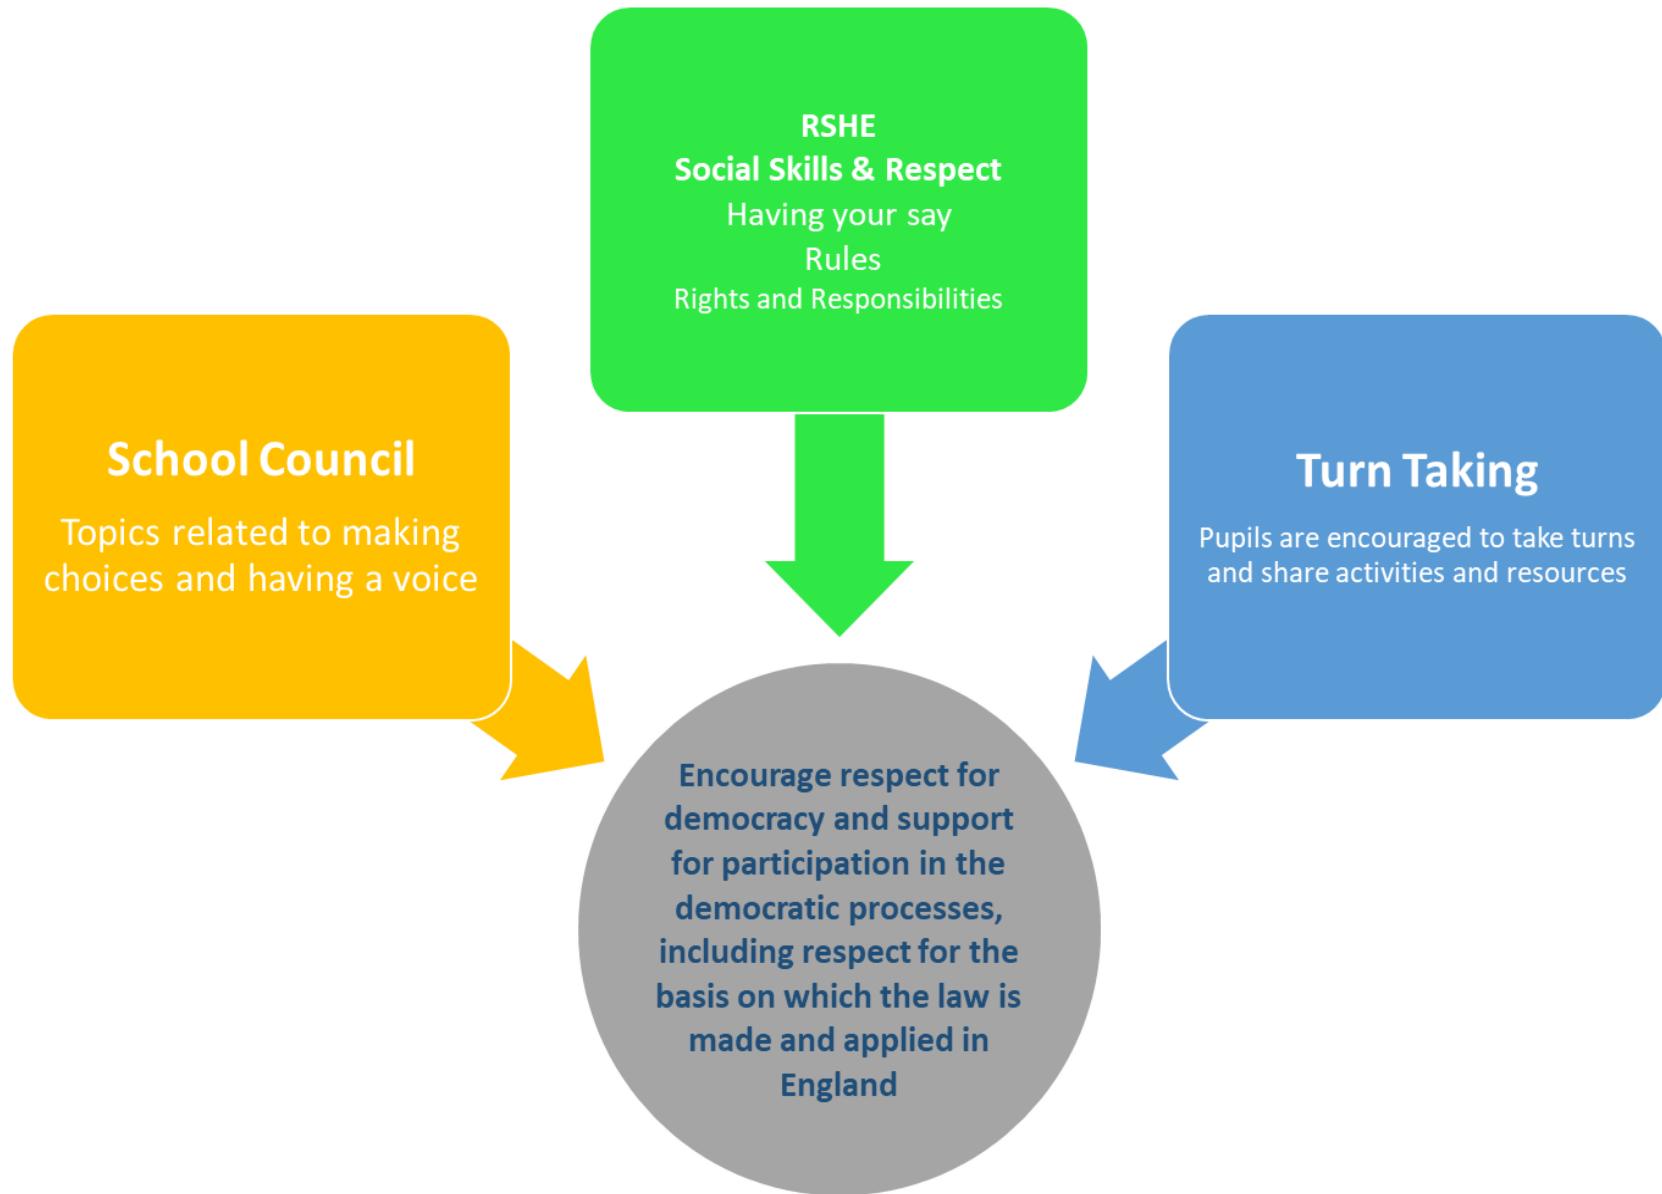 RSHE
Social Skills & Respect
Having your say
Rules
Rights and Responsibilities
School Council
Topics related to making
choices and having a voice
Turn Taking
Pupils are encouraged to take turns
and share activities and resources
Encourage respect for
democracy and support
for participation in the
democratic processes,
including respect for the
basis on which the law is
made and applied in
England